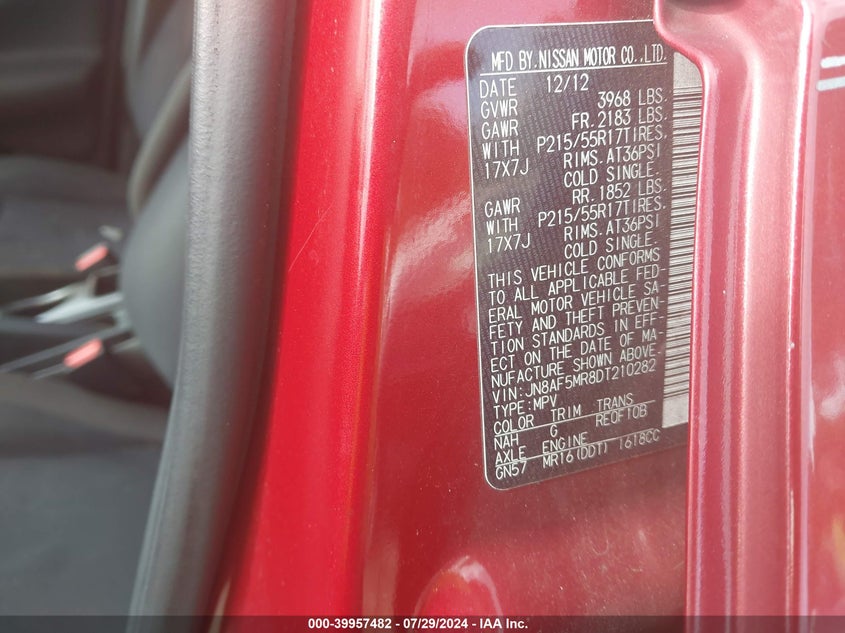 MFD BY.NISSAN MOTOR CO.,LTD.
DATE 12/12
GVWR 3968 LBS.
GAWR FR.2183 LBS.
WITH P215/55R17TIRES,
17X7J RIMS.AT36PSI
COLD SINGLE.
GAWR RR.1852 LBS.
WITH P215/55R17TIRES,
17X7J RIMS.AT36PSI
COLD SINGLE.
THIS VEHICLE CONFORMS
TO ALL APPLICABLE FED-
ERAL MOTOR VEHICLE SA-
FETY AND THEFT PREVEN-
TION STANDARDS IN EFF-
ECT ON THE DATE OF MA-
NUFACTURE SHOWN ABOVE.
VIN:JN8AF5MR8DT210282
TYPE:MPV
COLOR TRIM TRANS
NAH G RE0F10B
AXLE ENGINE
GN57 MR16(DDT) 1618CC
000-39957482 - 07/29/2024 - IAA Inc.